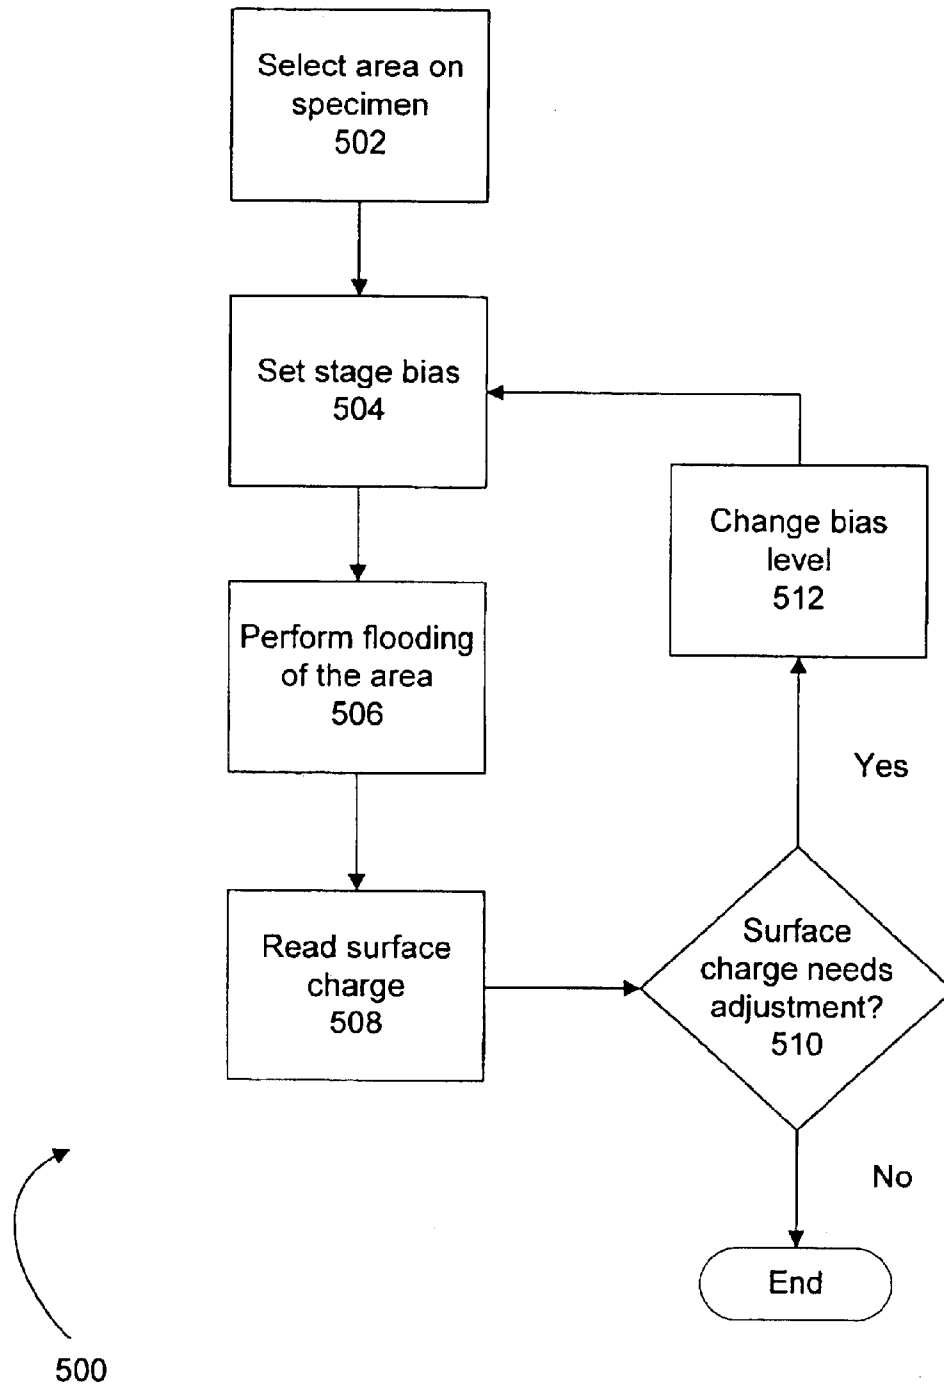 Select area on
specimen
502
Set stage bias
504
Change bias
level
512
Perform flooding
of the area
506
Yes
Read surface
charge
508
Surface
charge needs
adjustment?
510
No
End
500